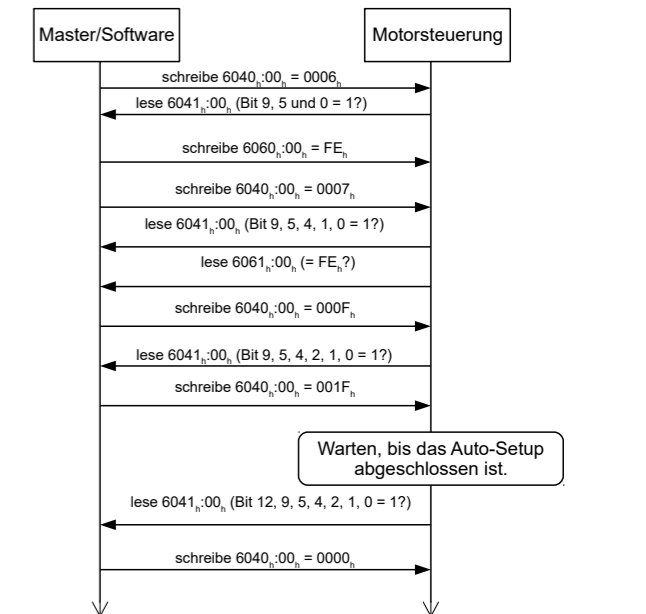 Master/Software
Motorsteuerung
schreibe 6040h:00h = 0006h
lese 6041h:00h (Bit 9, 5 und 0 = 1?)
schreibe 6060h:00h = FEh
schreibe 6040h:00h = 0007h
lese 6041h:00h (Bit 9, 5, 4, 1, 0 = 1?)
lese 6061h:00h (= FEh?)
schreibe 6040h:00h = 000Fh
lese 6041h:00h (Bit 9, 5, 4, 2, 1, 0 = 1?)
schreibe 6040h:00h = 001Fh
Warten, bis das Auto-Setup
abgeschlossen ist.
lese 6041h:00h (Bit 12, 9, 5, 4, 2, 1, 0 = 1?)
schreibe 6040h:00h = 0000h